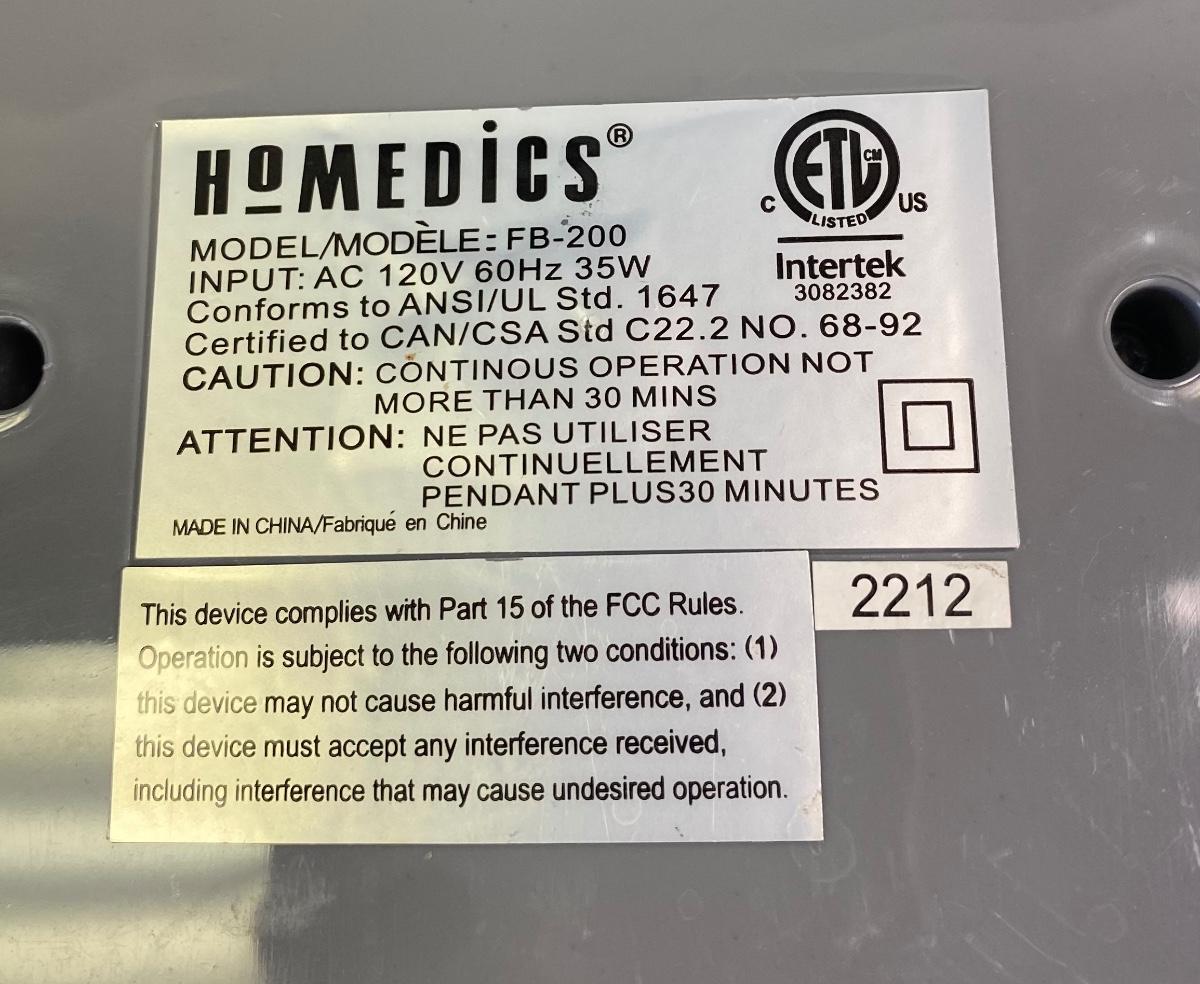 HOMEDICS®
MODEL/MODÈLE: FB-200
INPUT: AC 120V 60Hz 35W
Conforms to ANSI/UL Std. 1647
Certified to CAN/CSA Std C22.2 NO. 68-92
CAUTION: CONTINOUS OPERATION NOT
MORE THAN 30 MINS
ATTENTION: NE PAS UTILISER
CONTINUELLEMENT
PENDANT PLUS30 MINUTES
MADE IN CHINA/Fabriqué en Chine
ETL CM
LISTED
C US
Intertek
3082382
This device complies with Part 15 of the FCC Rules.
Operation is subject to the following two conditions: (1)
this device may not cause harmful interference, and (2)
this device must accept any interference received,
including interference that may cause undesired operation.
2212